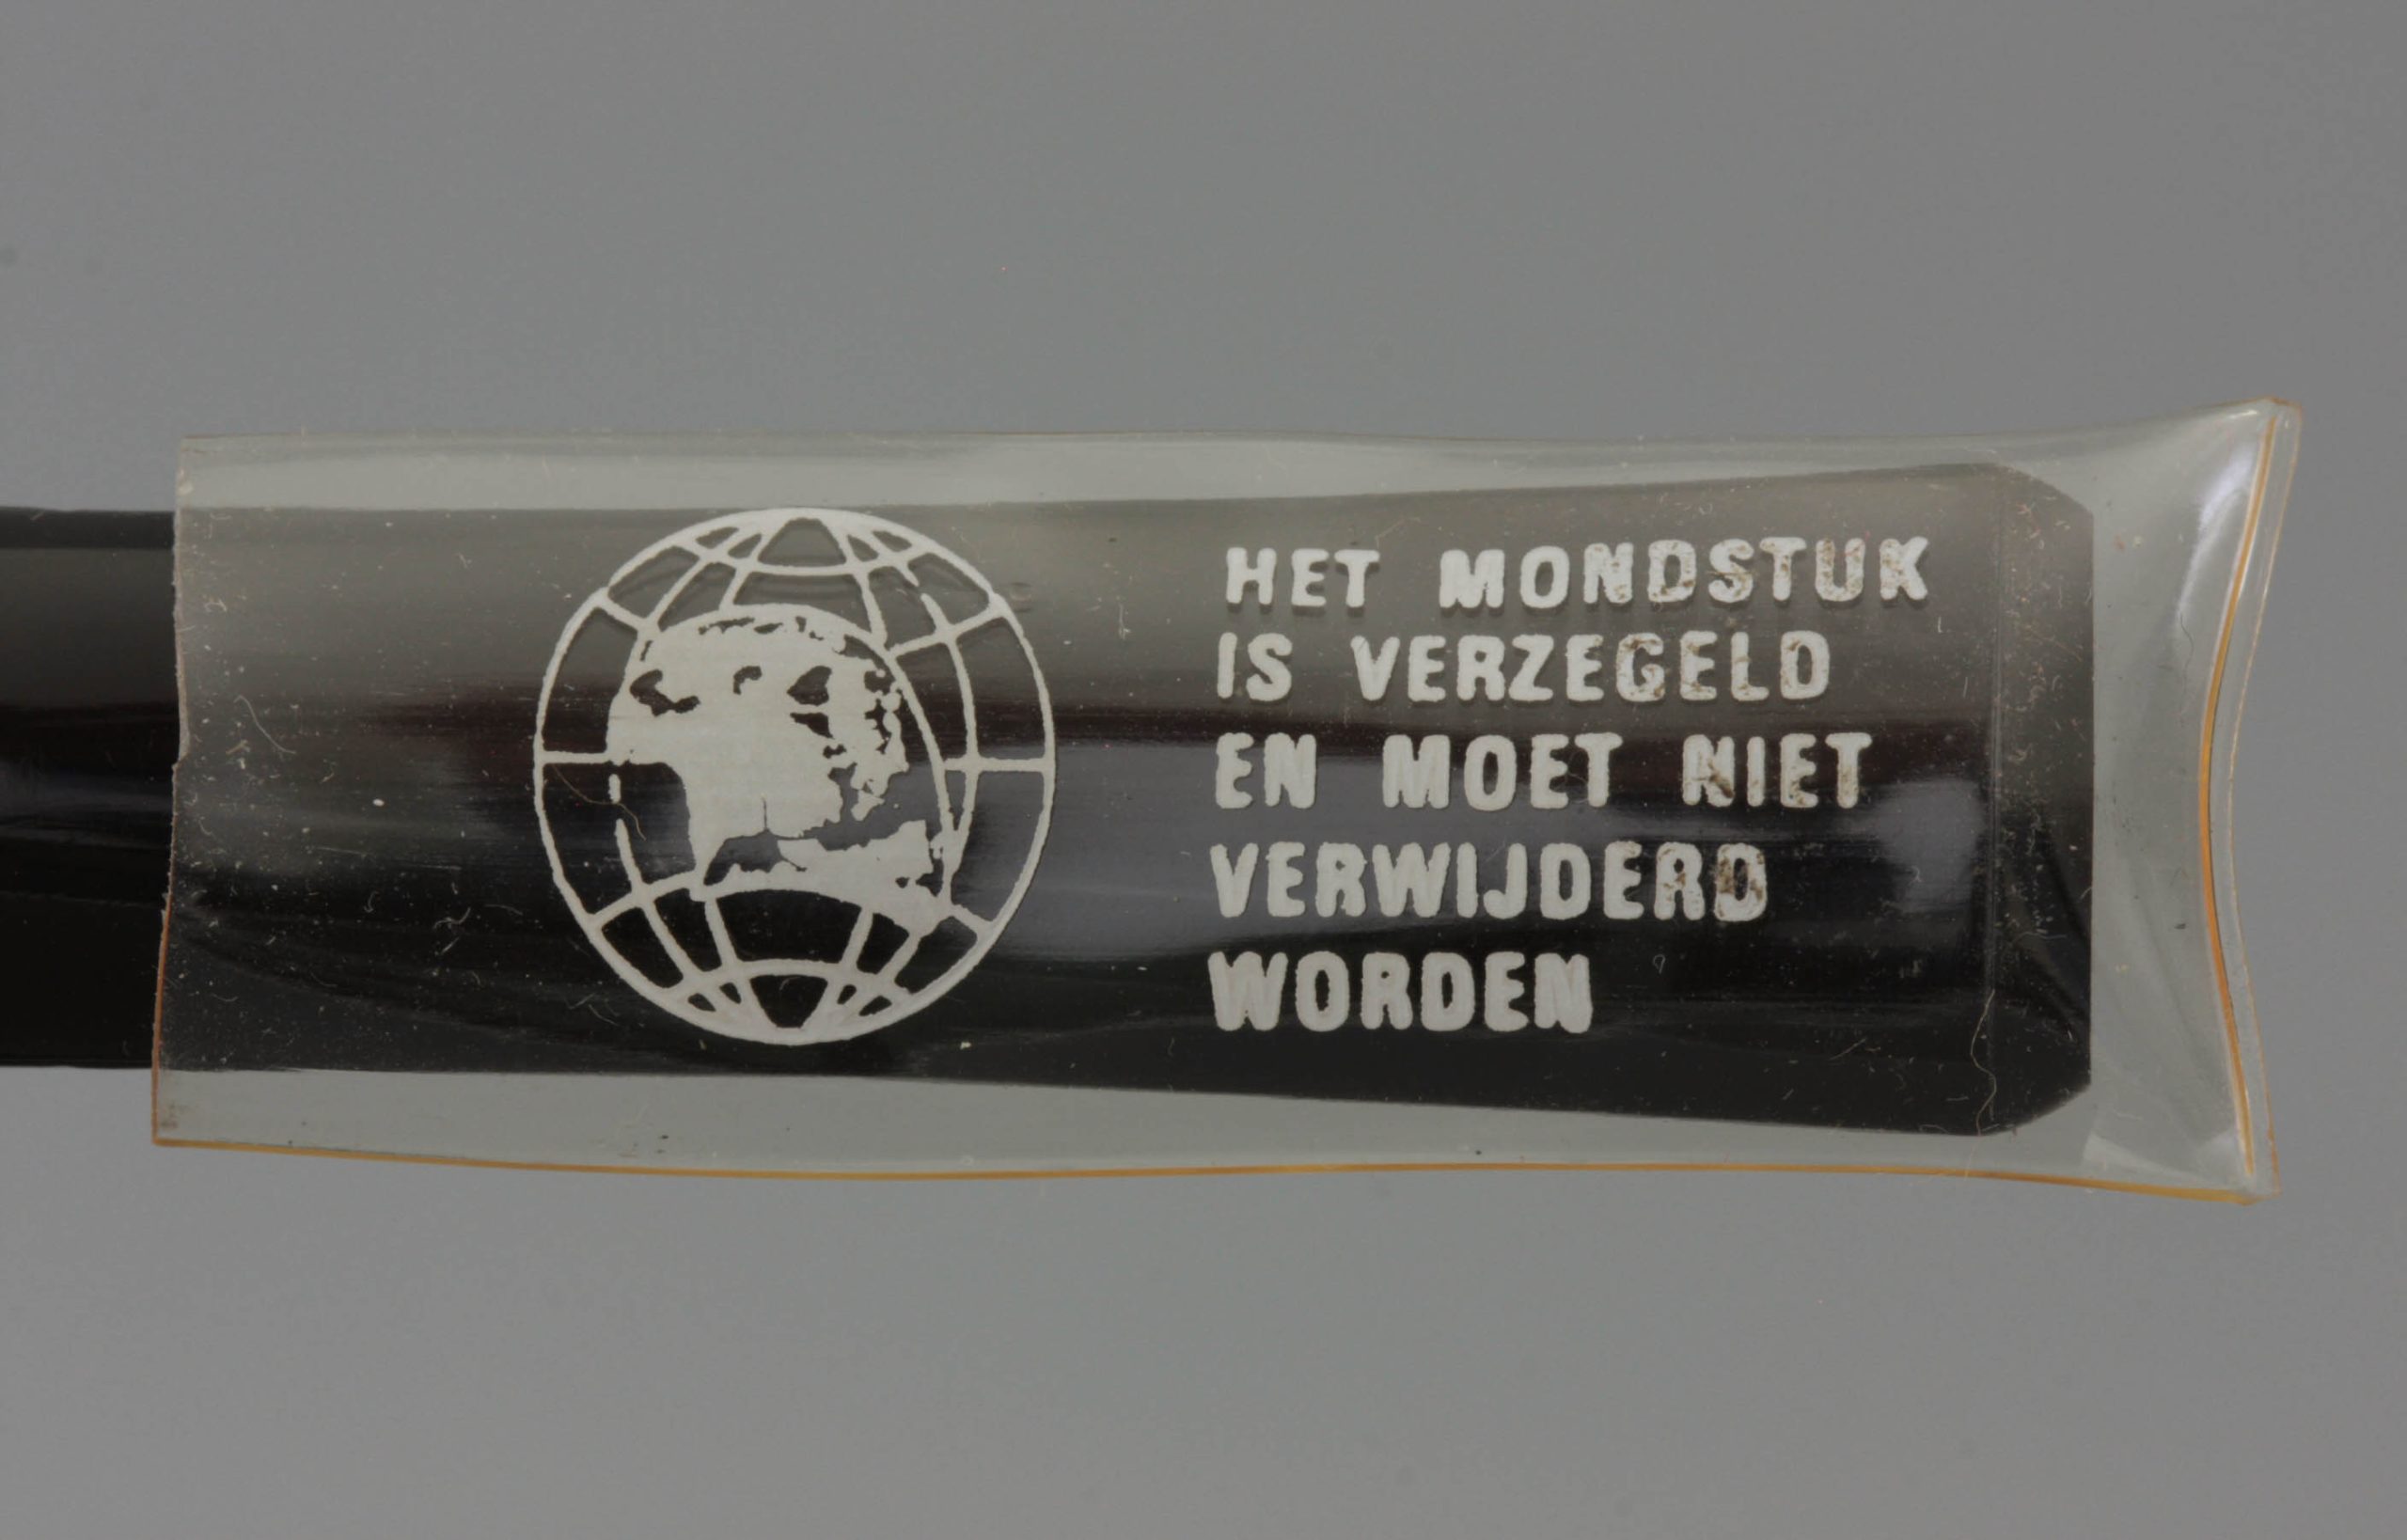 HET MONDSTUK
IS VERZEGELD
EN MOET NIET
VERWIJDERD
WORDEN